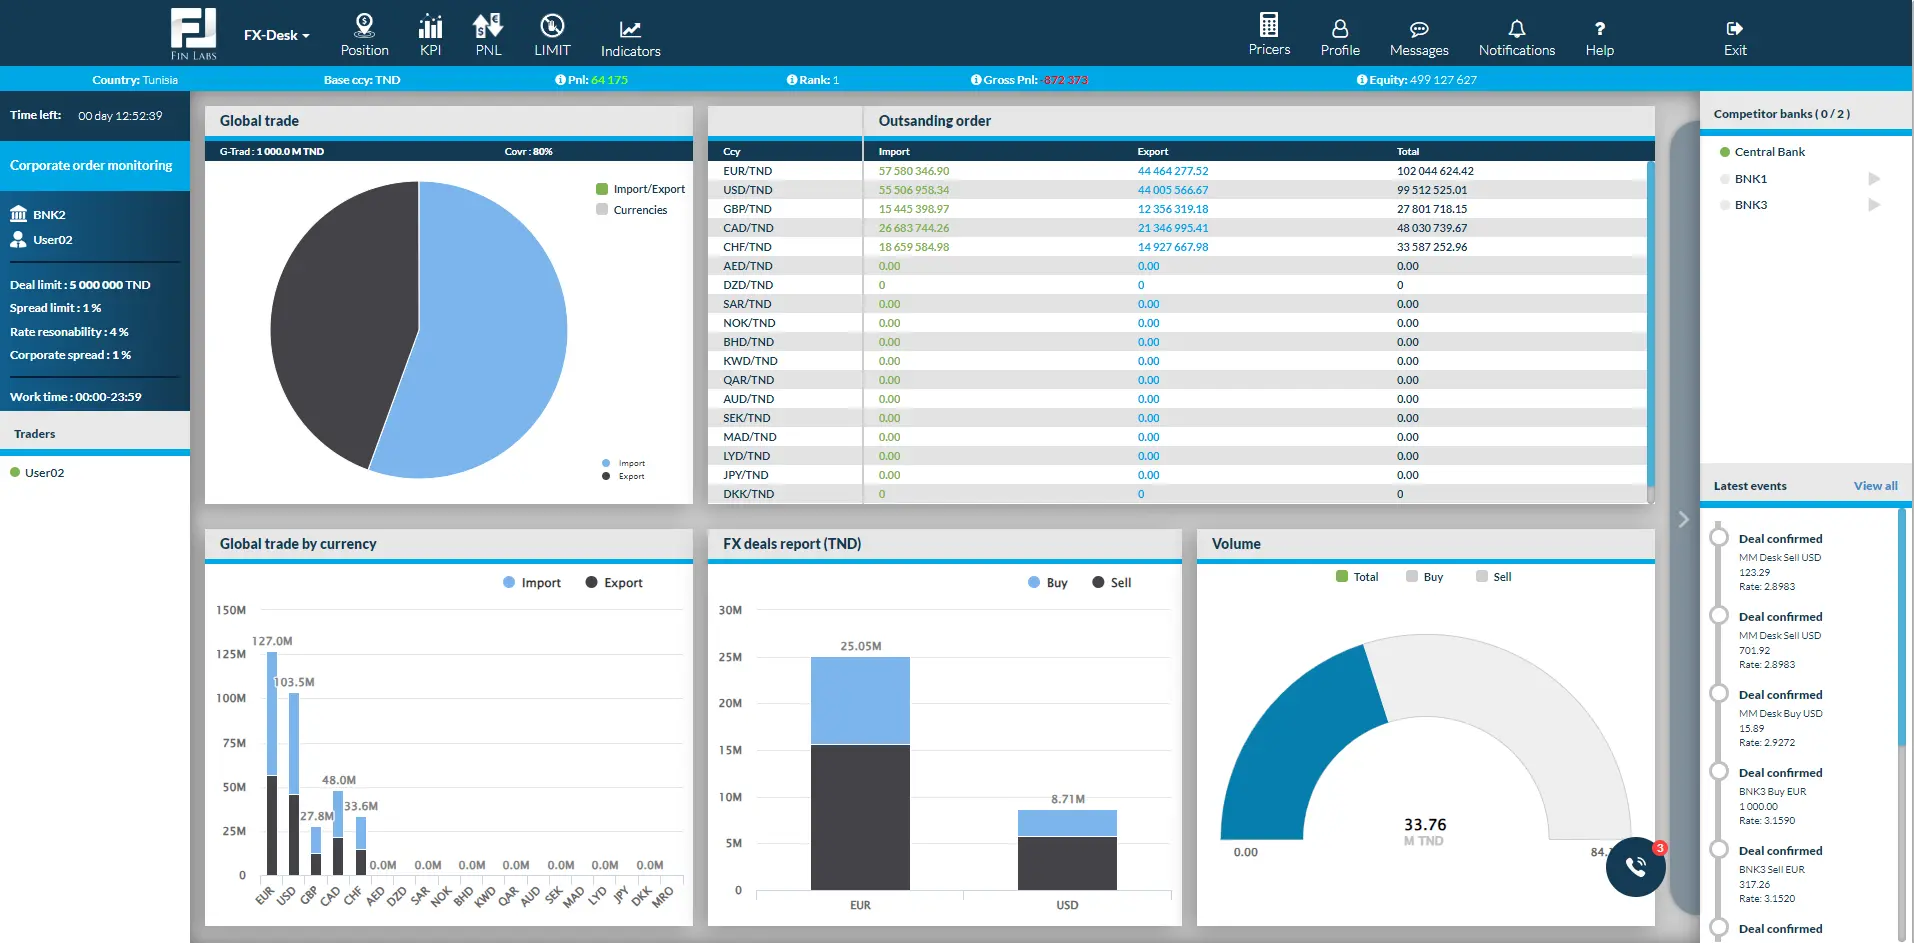 FIN LABS
FX-Desk
Position
KPI
PNL
LIMIT
Indicators
Pricers
Profile
Messages
Notifications
Help
Exit
Country: Tunisia
Base ccy: TND
Pnl: 64 175
Rank: 1
Gross Pnl: -872 373
Equity: 499 127 627
Time left: 00 day 12:52:39
Corporate order monitoring
BNK2
User02
Deal limit : 5 000 000 TND
Spread limit : 1 %
Rate resonability : 4 %
Corporate spread : 1 %
Work time : 00:00-23:59
Traders
User02
Global trade
G-Trad : 1 000.0 M TND Covr : 80%
Import/Export
Currencies
Import
Export
Outsanding order
Ccy Import Export Total
EUR/TND 57 580 346.90 44 464 277.52 102 044 624.42
USD/TND 55 506 958.34 44 005 566.67 99 512 525.01
GBP/TND 15 445 398.97 12 356 319.18 27 801 718.15
CAD/TND 26 683 744.26 21 346 995.41 48 030 739.67
CHF/TND 18 659 584.98 14 927 667.98 33 587 252.96
AED/TND 0.00 0.00 0.00
DZD/TND 0 0 0
SAR/TND 0.00 0.00 0.00
NOK/TND 0.00 0.00 0.00
BHD/TND 0.00 0.00 0.00
KWD/TND 0.00 0.00 0.00
QAR/TND 0.00 0.00 0.00
AUD/TND 0.00 0.00 0.00
SEK/TND 0.00 0.00 0.00
MAD/TND 0.00 0.00 0.00
LYD/TND 0.00 0.00 0.00
JPY/TND 0.00 0.00 0.00
DKK/TND 0 0 0
Global trade by currency
Import Export
150M
125M
100M
75M
50M
25M
0
127.0M
103.5M
27.8M
48.0M
33.6M
0.0M 0.0M 0.0M 0.0M 0.0M 0.0M 0.0M
EUR USD GBP CAD CHF AED DZD SAR NOK BHD KWD QAR AUD SEK MAD LYD JPY DKK MRO
FX deals report (TND)
Buy Sell
30M
25M
20M
15M
10M
5M
0
25.05M
8.71M
EUR USD
Volume
Total Buy Sell
33.76
M TND
0.00
84.
3
Competitor banks ( 0 / 2 )
Central Bank
BNK1
BNK3
Latest events View all
Deal confirmed
MM Desk Sell USD
123.29
Rate: 2.8983
Deal confirmed
MM Desk Sell USD
701.92
Rate: 2.8983
Deal confirmed
MM Desk Buy USD
15.89
Rate: 2.9272
Deal confirmed
BNK3 Buy EUR
1 000.00
Rate: 3.1590
Deal confirmed
BNK3 Sell EUR
317.26
Rate: 3.1520
Deal confirmed